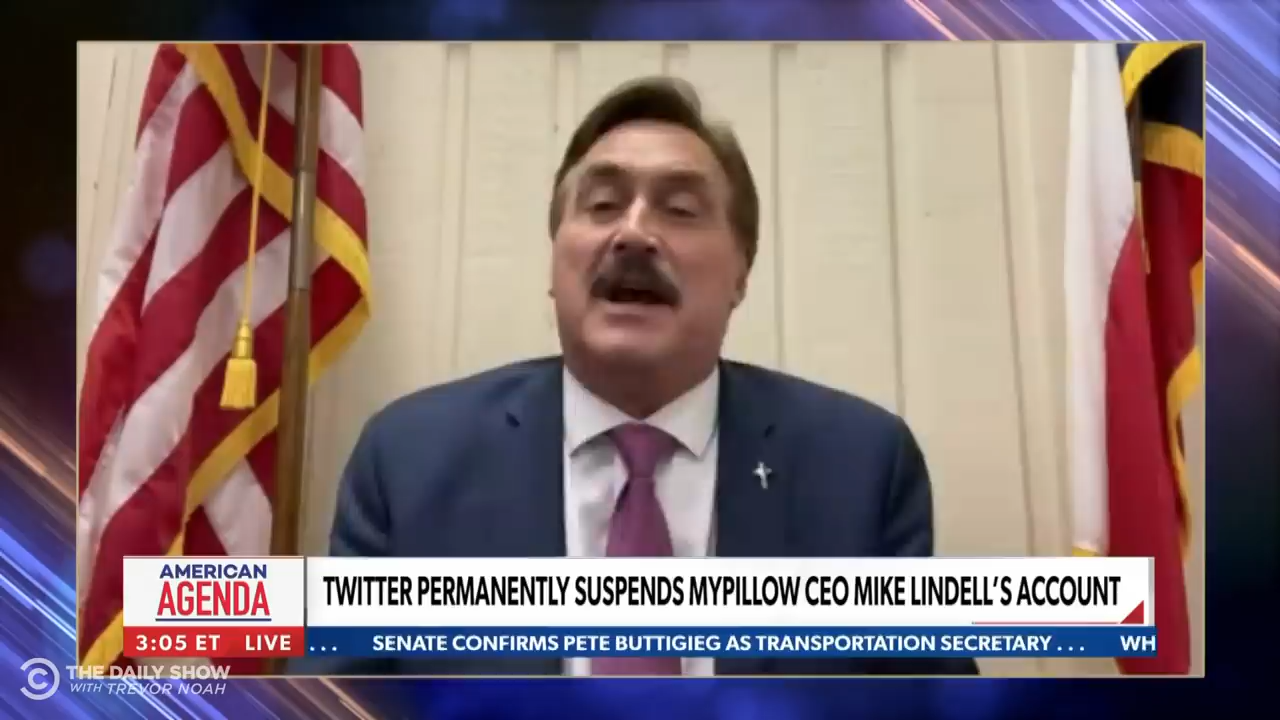 AMERICAN
AGENDA
TWITTER PERMANENTLY SUSPENDS MYPILLOW CEO MIKE LINDELL'S ACCOUNT
3:05 ET LIVE
... SENATE CONFIRMS PETE BUTTIGIEG AS TRANSPORTATION SECRETARY ... WH
THE DAILY SHOW
WITH TREVOR NOAH